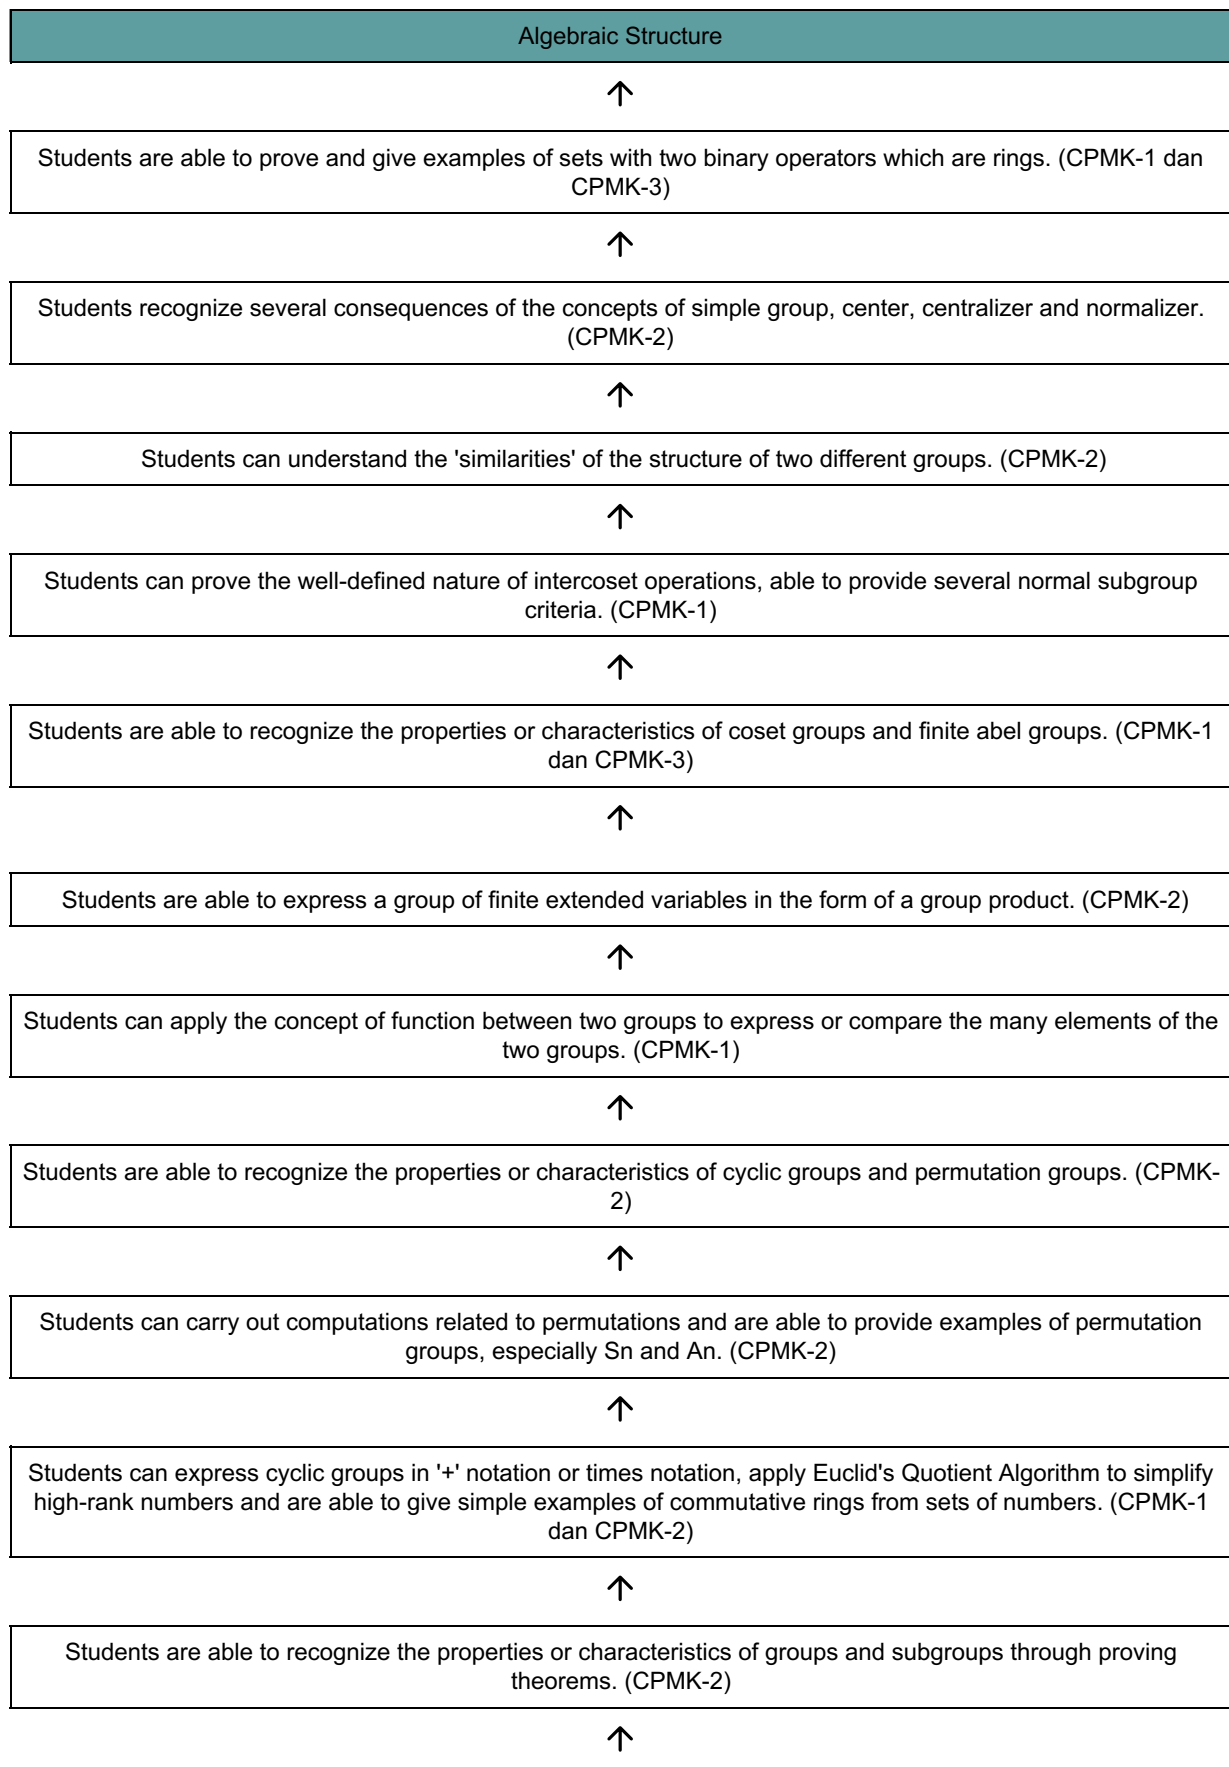 Algebraic Structure
Students are able to prove and give examples of sets with two binary operators which are rings. (CPMK-1 dan
CPMK-3)
Students recognize several consequences of the concepts of simple group, center, centralizer and normalizer.
(CPMK-2)
Students can understand the 'similarities' of the structure of two different groups. (CPMK-2)
Students can prove the well-defined nature of intercoset operations, able to provide several normal subgroup
criteria. (CPMK-1)
Students are able to recognize the properties or characteristics of coset groups and finite abel groups. (CPMK-1
dan CPMK-3)
Students are able to express a group of finite extended variables in the form of a group product. (CPMK-2)
Students can apply the concept of function between two groups to express or compare the many elements of the
two groups. (CPMK-1)
Students are able to recognize the properties or characteristics of cyclic groups and permutation groups. (CPMK-
2)
Students can carry out computations related to permutations and are able to provide examples of permutation
groups, especially Sn and An. (CPMK-2)
Students can express cyclic groups in '+' notation or times notation, apply Euclid's Quotient Algorithm to simplify
high-rank numbers and are able to give simple examples of commutative rings from sets of numbers. (CPMK-1
dan CPMK-2)
Students are able to recognize the properties or characteristics of groups and subgroups through proving
theorems. (CPMK-2)